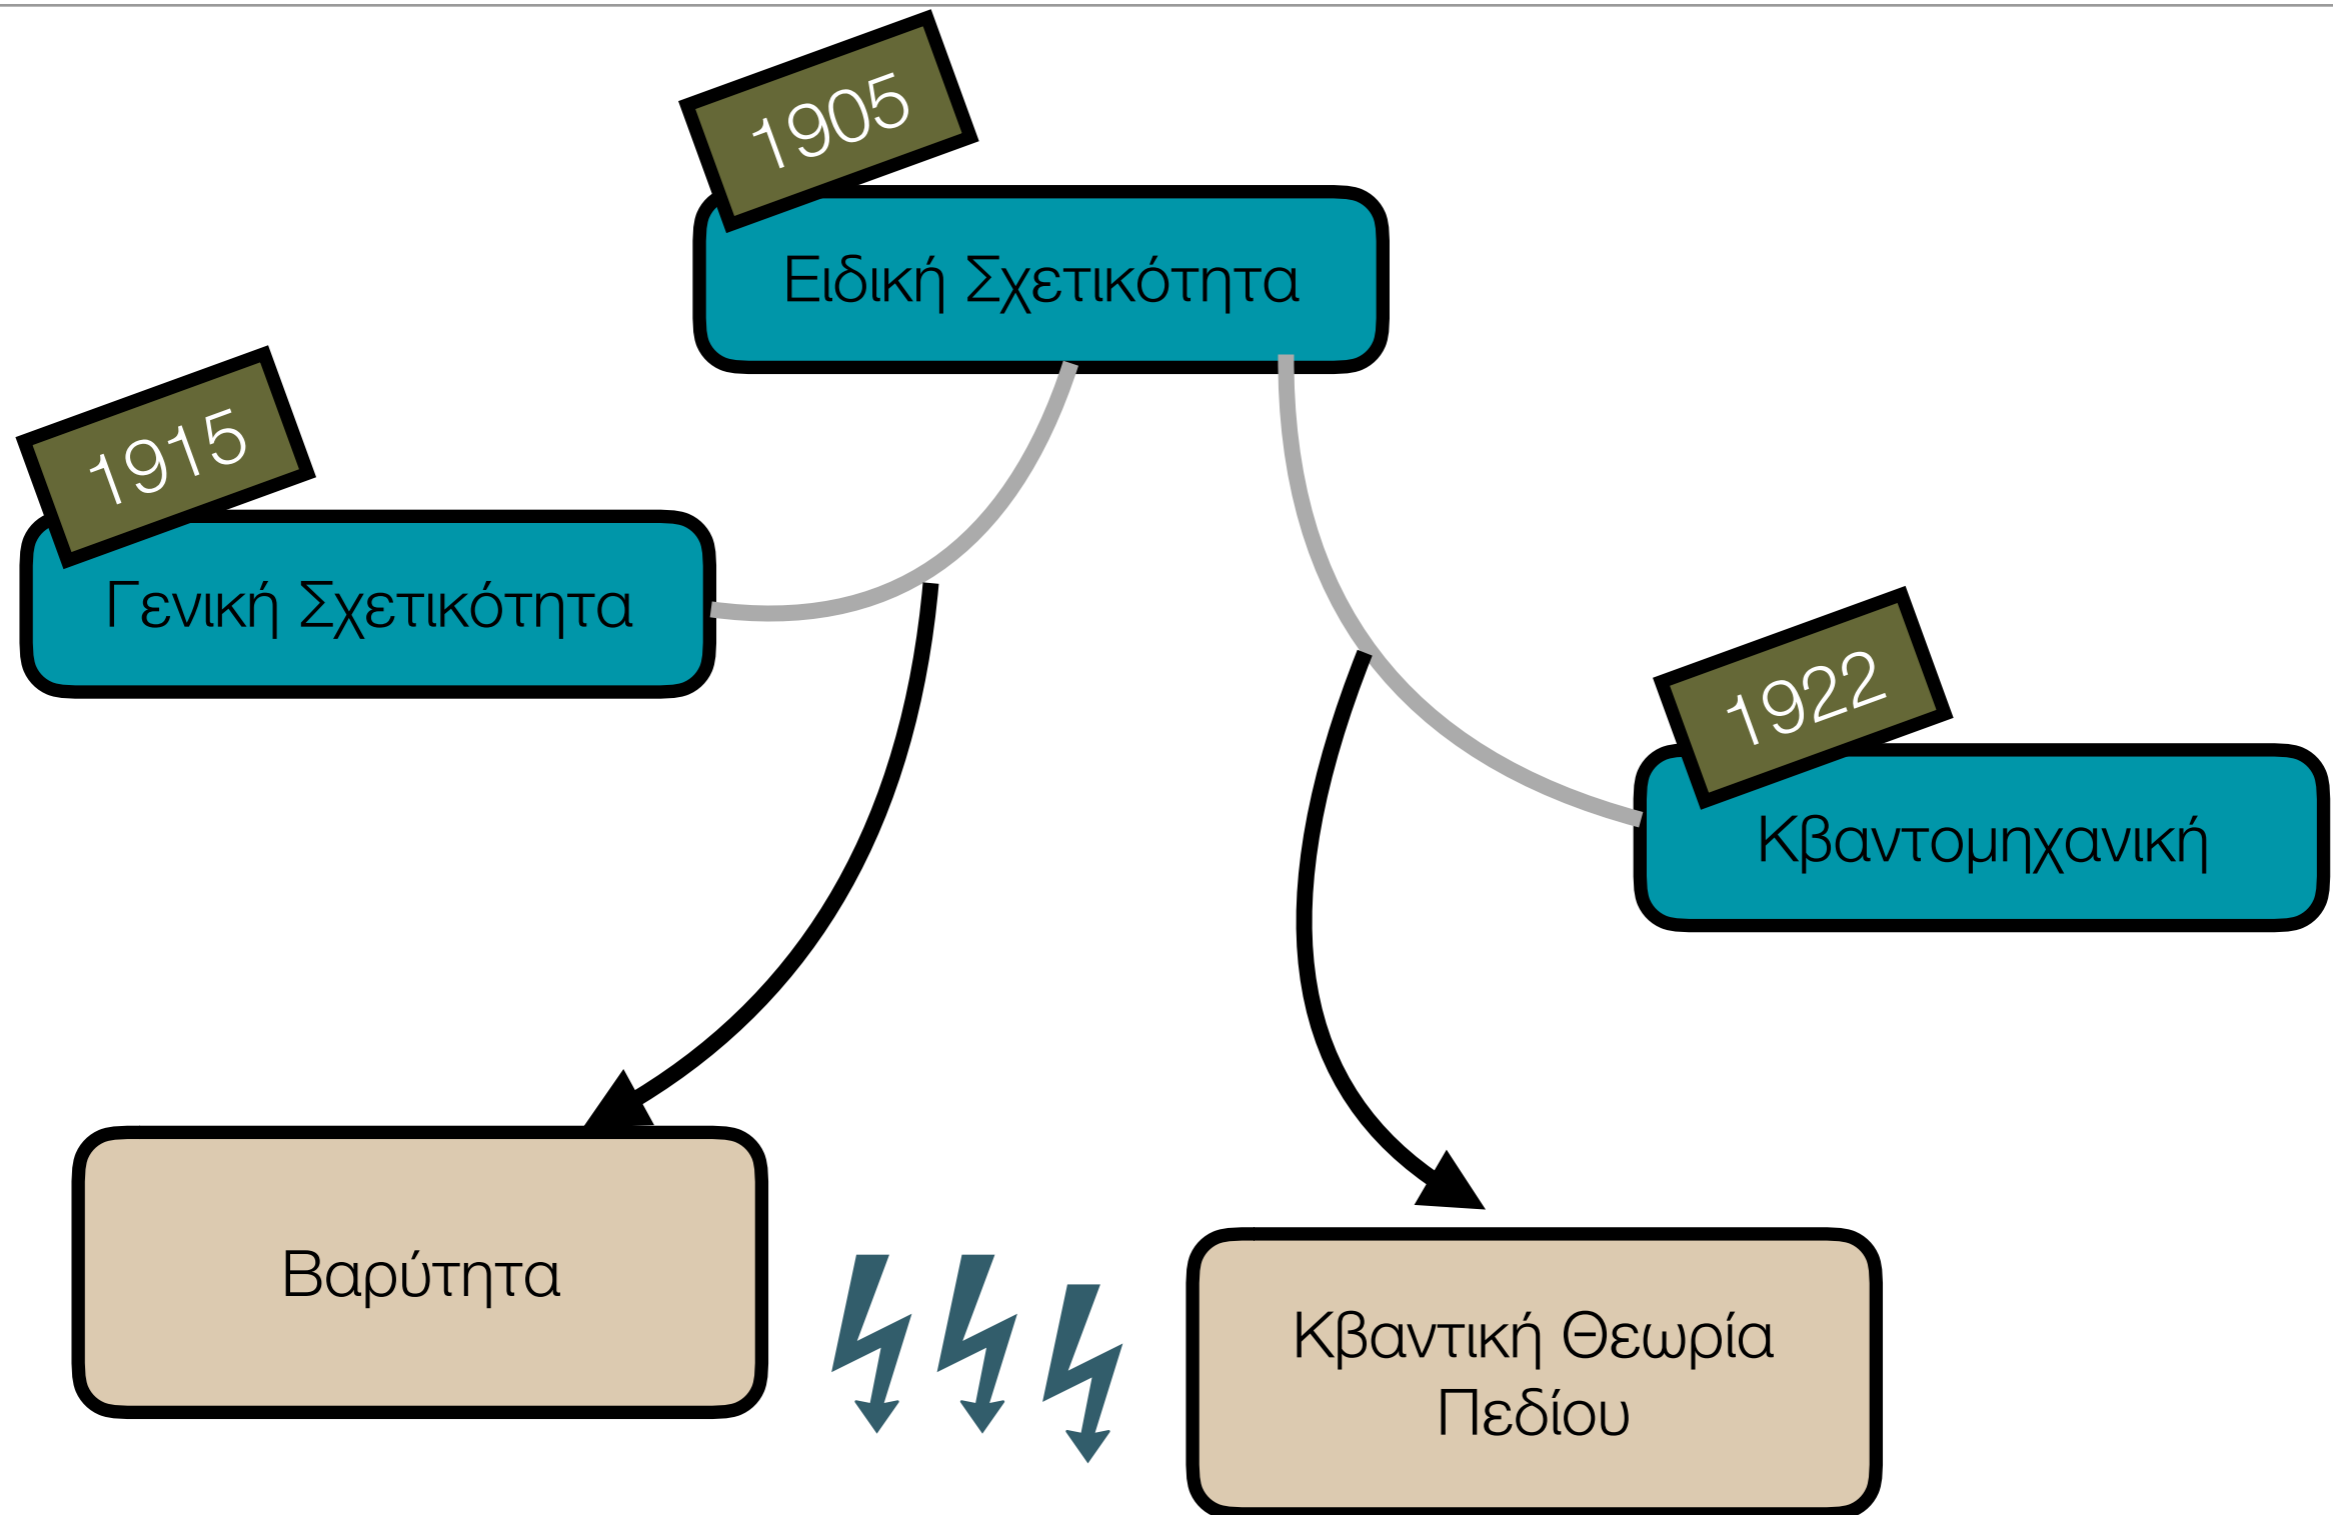 1905
Ειδική Σχετικότητα
1915
Γενική Σχετικότητα
1922
Κβαντομηχανική
Βαρύτητα
Κβαντική Θεωρία
Πεδίου